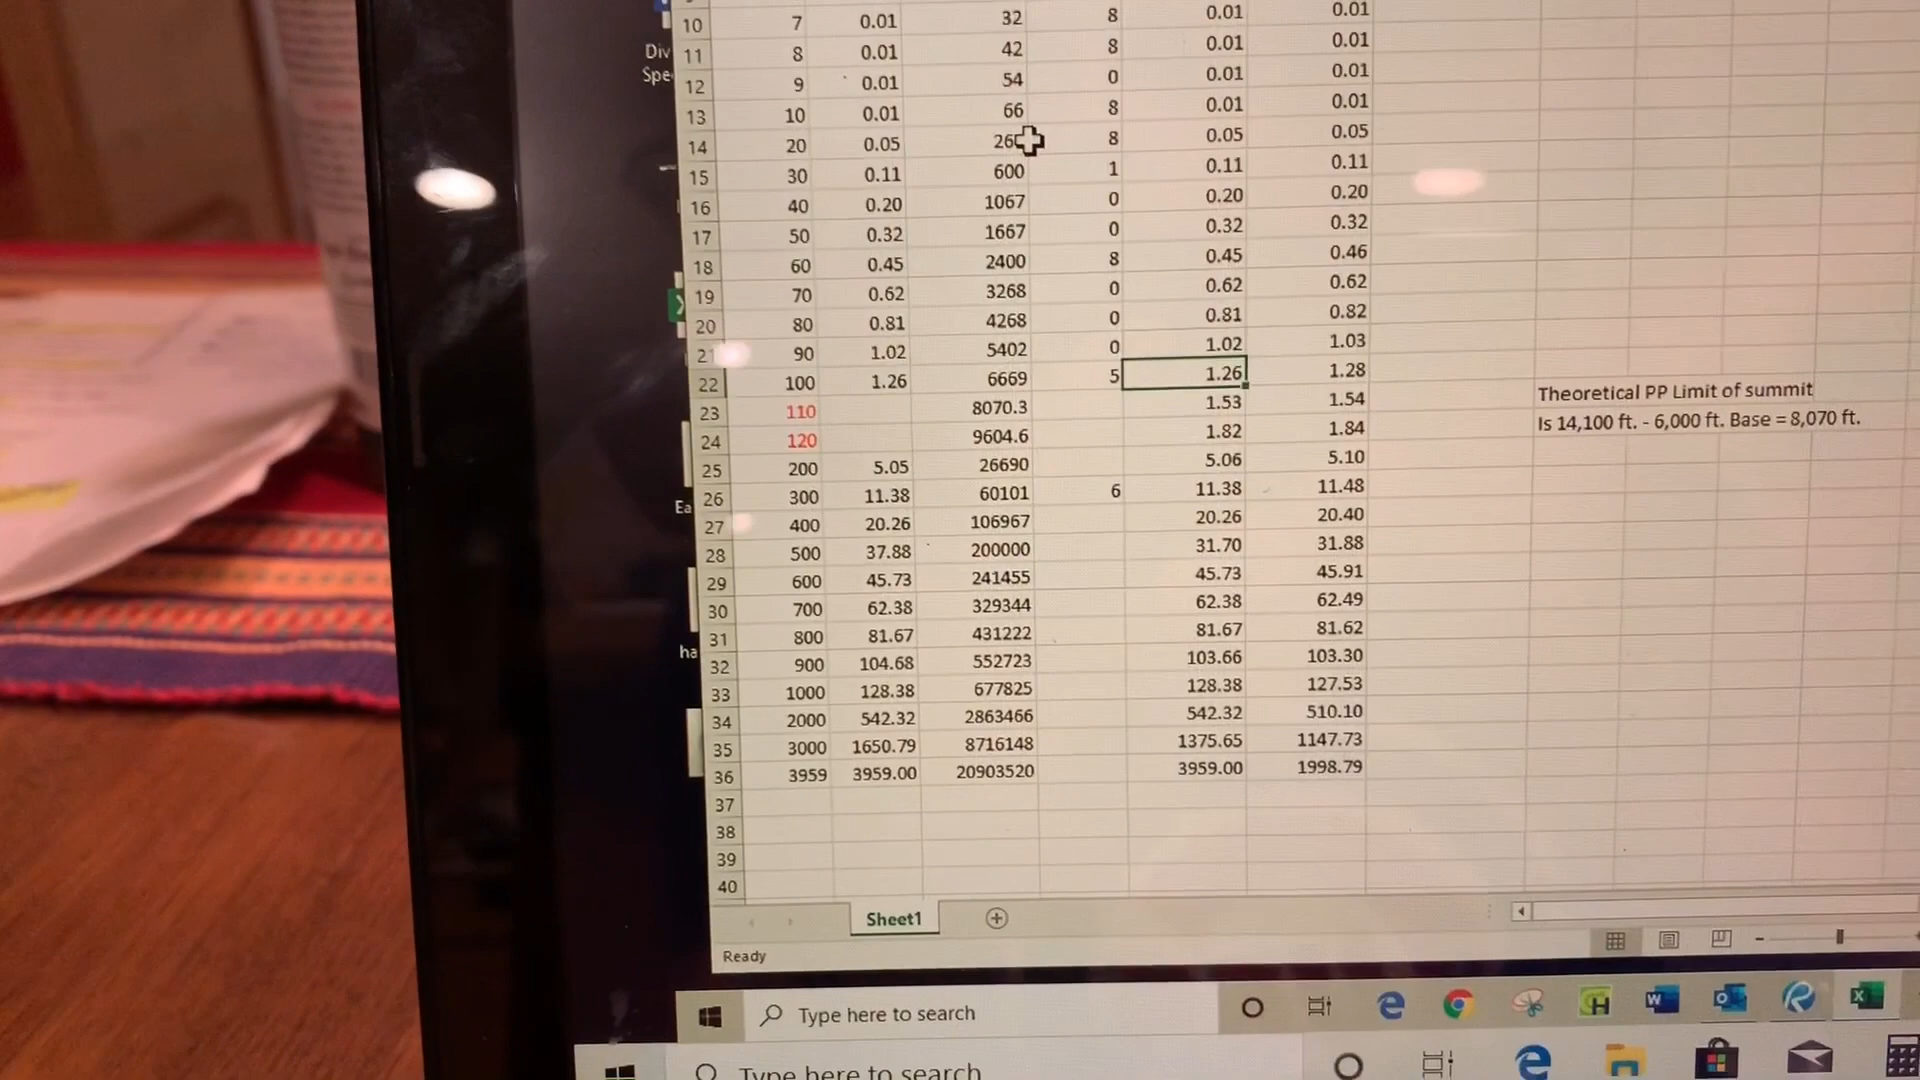 10 7 0.01 32 8 0.01 0.01
Div
11 8 0.01 42 8 0.01 0.01
Spe
12 9 0.01 54 0 0.01 0.01
13 10 0.01 66 8 0.01 0.01
14 20 0.05 26 8 0.05 0.05
15 30 0.11 600 1 0.11 0.11
16 40 0.20 1067 0 0.20 0.20
17 50 0.32 1667 0 0.32 0.32
18 60 0.45 2400 8 0.45 0.46
19 70 0.62 3268 0 0.62 0.62
20 80 0.81 4268 0 0.81 0.82
21 90 1.02 5402 0 1.02 1.03
22 100 1.26 6669 5 1.26 1.28
Theoretical PP Limit of summit
23 110 8070.3 1.53 1.54
Is 14,100 ft. - 6,000 ft. Base = 8,070 ft.
24 120 9604.6 1.82 1.84
25 200 5.05 26690 5.06 5.10
26 300 11.38 60101 6 11.38 11.48
Ea
27 400 20.26 106967 20.26 20.40
28 500 37.88 200000 31.70 31.88
29 600 45.73 241455 45.73 45.91
30 700 62.38 329344 62.38 62.49
31 800 81.67 431222 81.67 81.62
ha
32 900 104.68 552723 103.66 103.30
33 1000 128.38 677825 128.38 127.53
34 2000 542.32 2863466 542.32 510.10
35 3000 1650.79 8716148 1375.65 1147.73
36 3959 3959.00 20903520 3959.00 1998.79
37
38
39
40
Sheet1
Ready
Type here to search
Type here to search